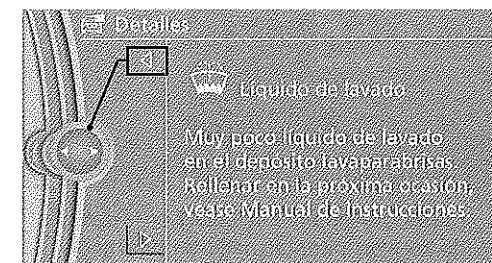 Detalles
Líquido de lavado
Muy poco líquido de lavado
en el depósito lavaparabrisas.
Rellenar en la próxima ocasión,
véase Manual de Instrucciones